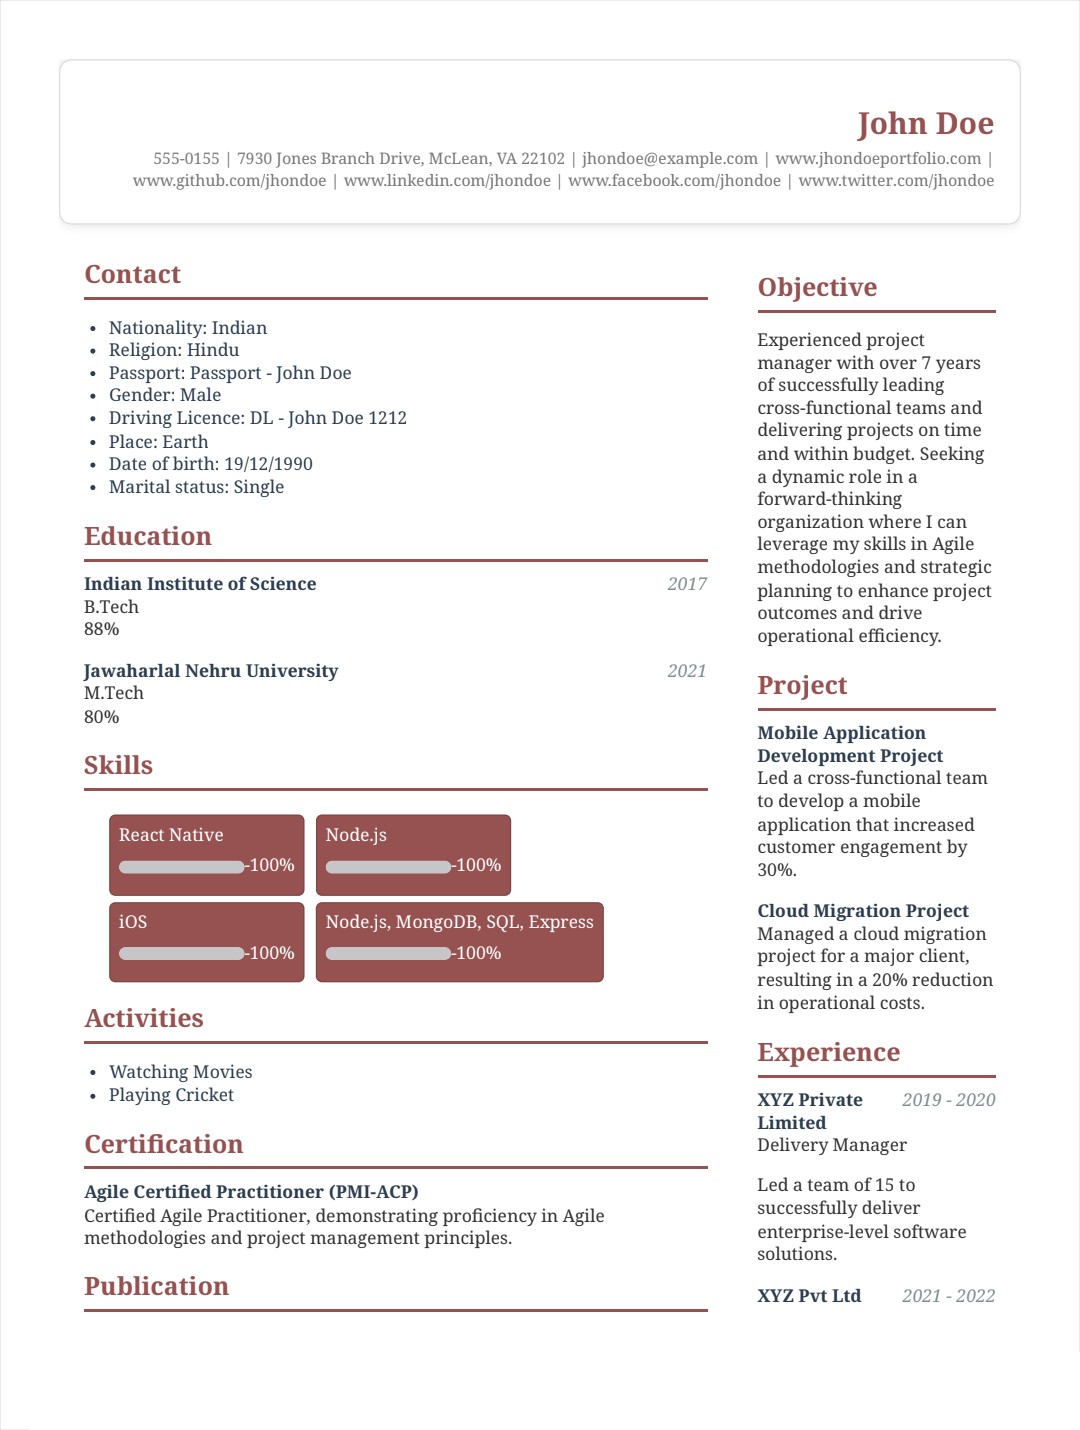 John Doe
555-0155 | 7930 Jones Branch Drive, McLean, VA 22102 | jhondoe@example.com | www.jhondoeportfolio.com |
www.github.com/jhondoe | www.linkedin.com/jhondoe | www.facebook.com/jhondoe | www.twitter.com/jhondoe
Contact
• Nationality: Indian
• Religion: Hindu
• Passport: Passport - John Doe
• Gender: Male
• Driving Licence: DL - John Doe 1212
• Place: Earth
• Date of birth: 19/12/1990
• Marital status: Single
Education
Indian Institute of Science 2017
B.Tech
88%
Jawaharlal Nehru University 2021
M.Tech
80%
Skills
React Native
-100%
Node.js
-100%
iOS
-100%
Node.js, MongoDB, SQL, Express
-100%
Activities
• Watching Movies
• Playing Cricket
Certification
Agile Certified Practitioner (PMI-ACP)
Certified Agile Practitioner, demonstrating proficiency in Agile
methodologies and project management principles.
Publication
Objective
Experienced project
manager with over 7 years
of successfully leading
cross-functional teams and
delivering projects on time
and within budget. Seeking
a dynamic role in a
forward-thinking
organization where I can
leverage my skills in Agile
methodologies and strategic
planning to enhance project
outcomes and drive
operational efficiency.
Project
Mobile Application
Development Project
Led a cross-functional team
to develop a mobile
application that increased
customer engagement by
30%.
Cloud Migration Project
Managed a cloud migration
project for a major client,
resulting in a 20% reduction
in operational costs.
Experience
XYZ Private 2019 - 2020
Limited
Delivery Manager
Led a team of 15 to
successfully deliver
enterprise-level software
solutions.
XYZ Pvt Ltd 2021 - 2022